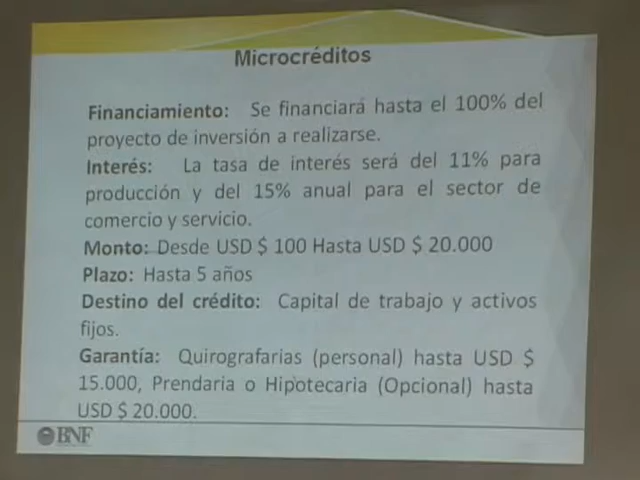 Microcréditos
Financiamiento: Se financiará hasta el 100% del
proyecto de inversión a realizarse.
Interés: La tasa de interés será del 11% para
producción y del 15% anual para el sector de
comercio y servicio.
Monto: Desde USD $ 100 Hasta USD $ 20.000
Plazo: Hasta 5 años
Destino del crédito: Capital de trabajo y activos
fijos.
Garantía: Quirografarias (personal) hasta USD $
15.000, Prendaria o Hipotecaria (Opcional) hasta
USD $ 20.000.
BNF